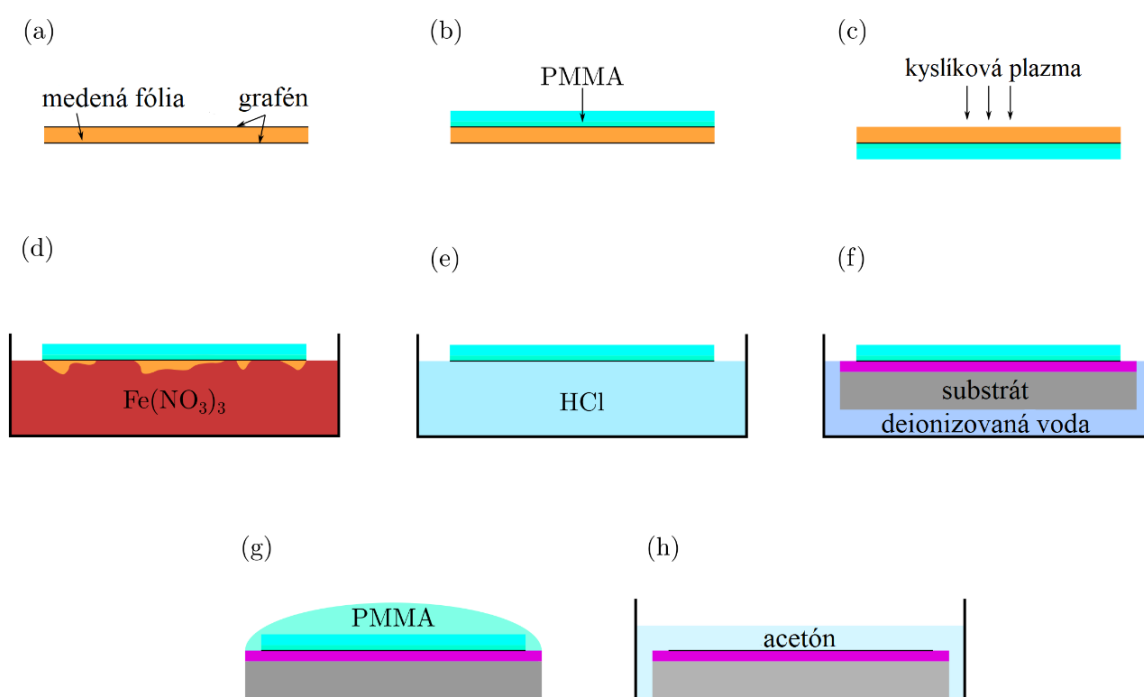 (a)
(b)
(c)
medená fólia
grafén
PMMA
kyslíková plazma
(d)
(e)
(f)
Fe(NO₃)₃
HCl
substrát
deionizovaná voda
(g)
(h)
PMMA
acetón